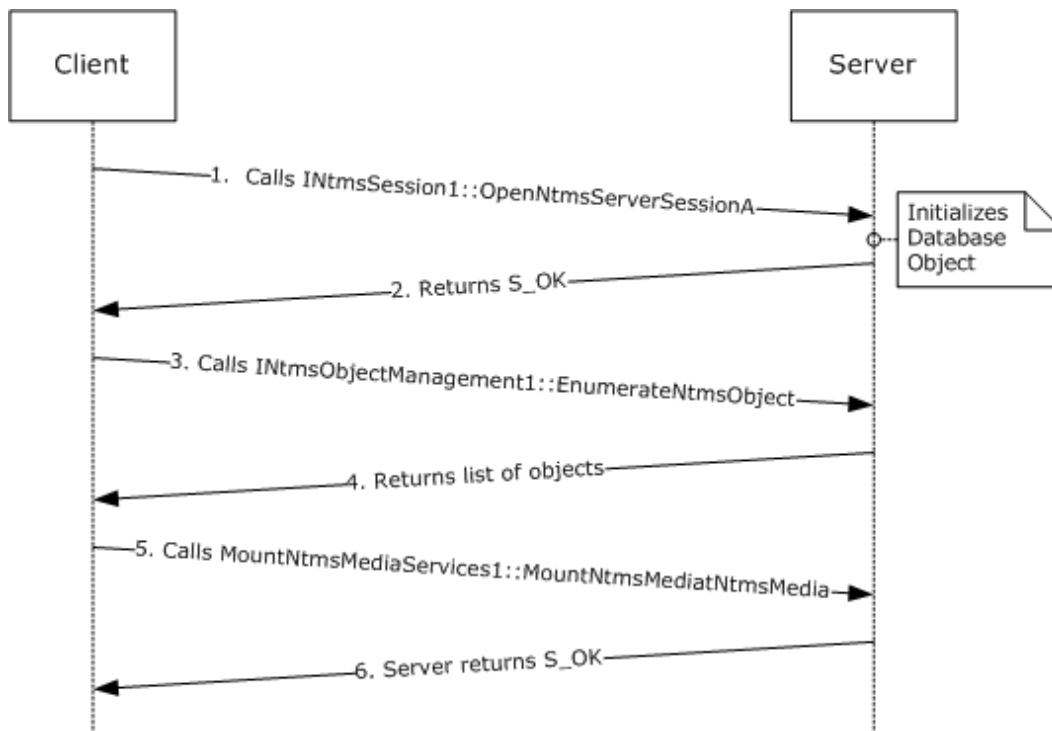 Client
Server
1. Calls INtmsSession1::OpenNtmsServerSessionA
Initializes
Database
Object
2. Returns S_OK
3. Calls INtmsObjectManagement1::EnumerateNtmsObject
4. Returns list of objects
5. Calls MountNtmsMediaServices1::MountNtmsMediatNtmsMedia
6. Server returns S_OK